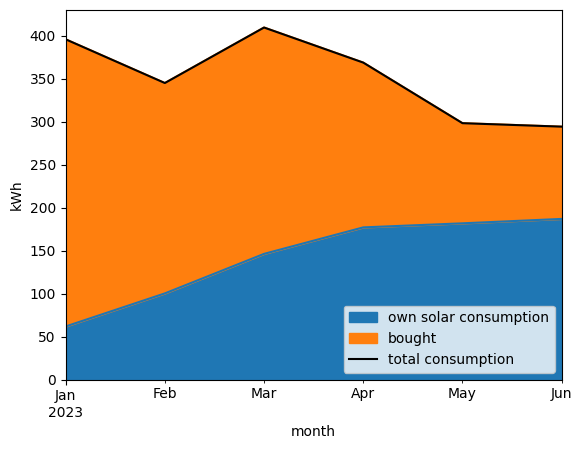 400
350
300
250
200
150
100
50
0
kWh
own solar consumption
bought
total consumption
Jan Feb Mar Apr May Jun
2023
month